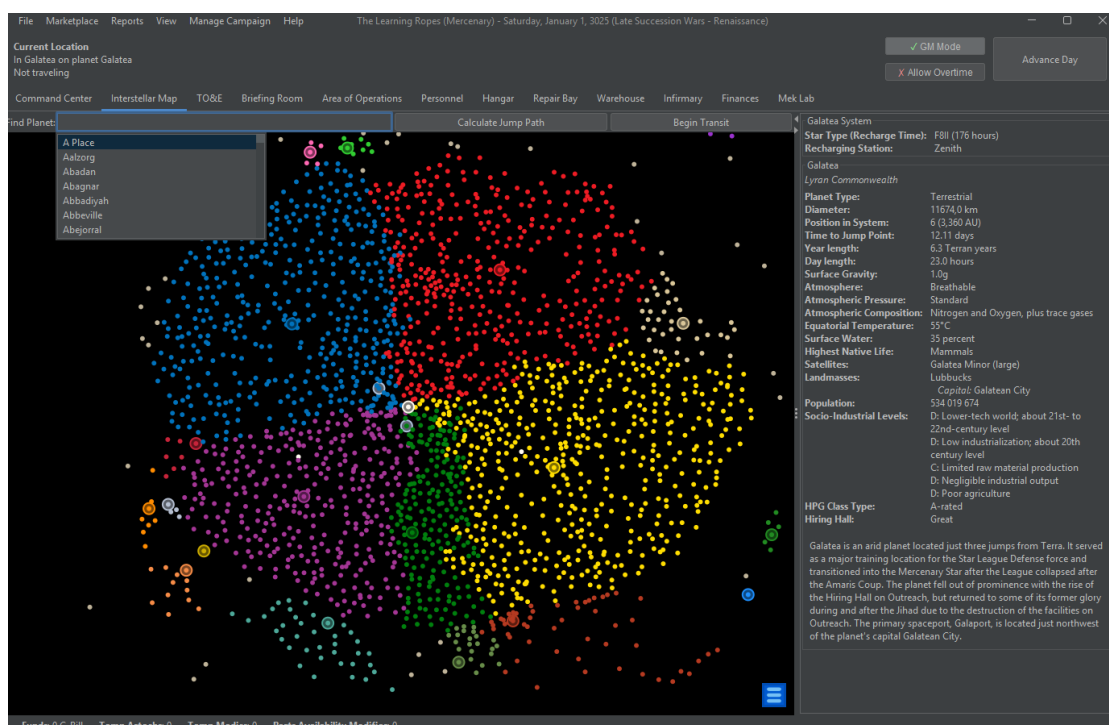 File Marketplace Reports View Manage Campaign Help The Learning Ropes (Mercenary) - Saturday, January 1, 3025 (Late Succession Wars - Renaissance)
Current Location
In Galatea on planet Galatea
Not traveling
✓ GM Mode
✗ Allow Overtime
Advance Day
Command Center Interstellar Map TO&E Briefing Room Area of Operations Personnel Hangar Repair Bay Warehouse Infirmary Finances Mek Lab
Find Planet: Calculate Jump Path Begin Transit
A Place
Aalzorg
Abadan
Abagnar
Abbadiyah
Abbeville
Abejorral
Galatea System
Star Type (Recharge Time): F8II (176 hours)
Recharging Station: Zenith
Galatea
Lyran Commonwealth
Planet Type: Terrestrial
Diameter: 11674,0 km
Position in System: 6 (3,360 AU)
Time to Jump Point: 12.11 days
Year length: 6.3 Terran years
Day length: 23.0 hours
Surface Gravity: 1.0g
Atmosphere: Breathable
Atmospheric Pressure: Standard
Atmospheric Composition: Nitrogen and Oxygen, plus trace gases
Equatorial Temperature: 55°C
Surface Water: 35 percent
Highest Native Life: Mammals
Satellites: Galatea Minor (large)
Landmasses: Lubbucks
Capital: Galatean City
Population: 534 019 674
Socio-Industrial Levels: D: Lower-tech world; about 21st- to
22nd-century level
D: Low industrialization; about 20th
century level
C: Limited raw material production
D: Negligible industrial output
D: Poor agriculture
HPG Class Type: A-rated
Hiring Hall: Great
Galatea is an arid planet located just three jumps from Terra. It served
as a major training location for the Star League Defense force and
transitioned into the Mercenary Star after the League collapsed after
the Amaris Coup. The planet fell out of prominence with the rise of
the Hiring Hall on Outreach, but returned to some of its former glory
during and after the Jihad due to the destruction of the facilities on
Outreach. The primary spaceport, Galaport, is located just northwest
of the planet's capital Galatean City.